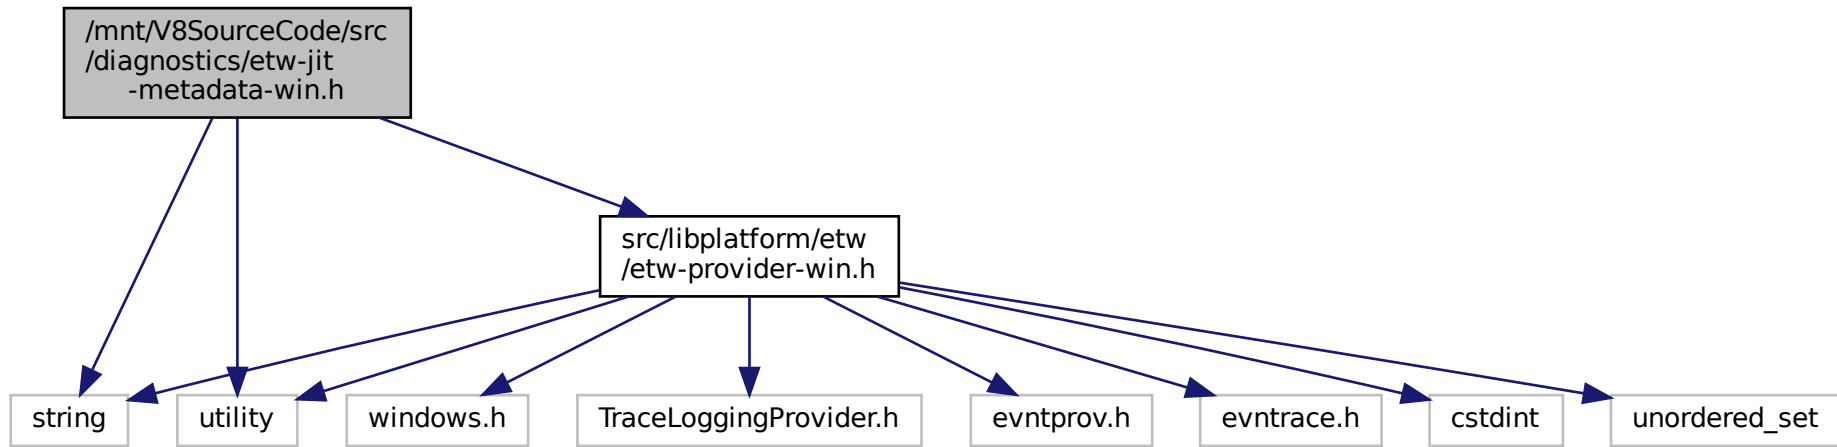 /mnt/V8SourceCode/src
/diagnostics/etw-jit
-metadata-win.h
src/libplatform/etw
/etw-provider-win.h
string
utility
windows.h
TraceLoggingProvider.h
evntprov.h
evntrace.h
cstdint
unordered_set